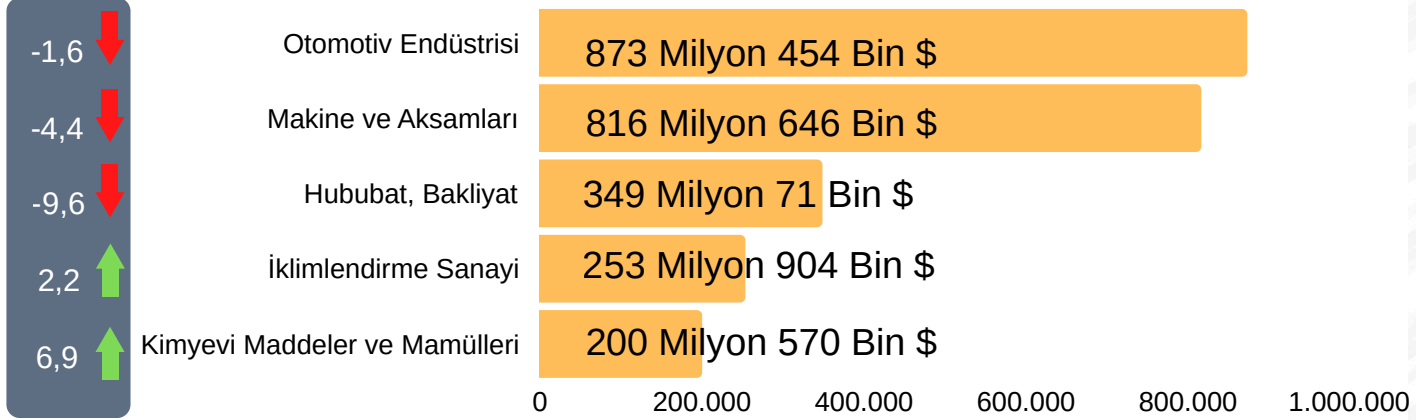 -1,6 Otomotiv Endüstrisi 873 Milyon 454 Bin $
-4,4 Makine ve Aksamları 816 Milyon 646 Bin $
-9,6 Hububat, Bakliyat 349 Milyon 71 Bin $
2,2 İklimlendirme Sanayi 253 Milyon 904 Bin $
6,9 Kimyevi Maddeler ve Mamülleri 200 Milyon 570 Bin $
0 200.000 400.000 600.000 800.000 1.000.000